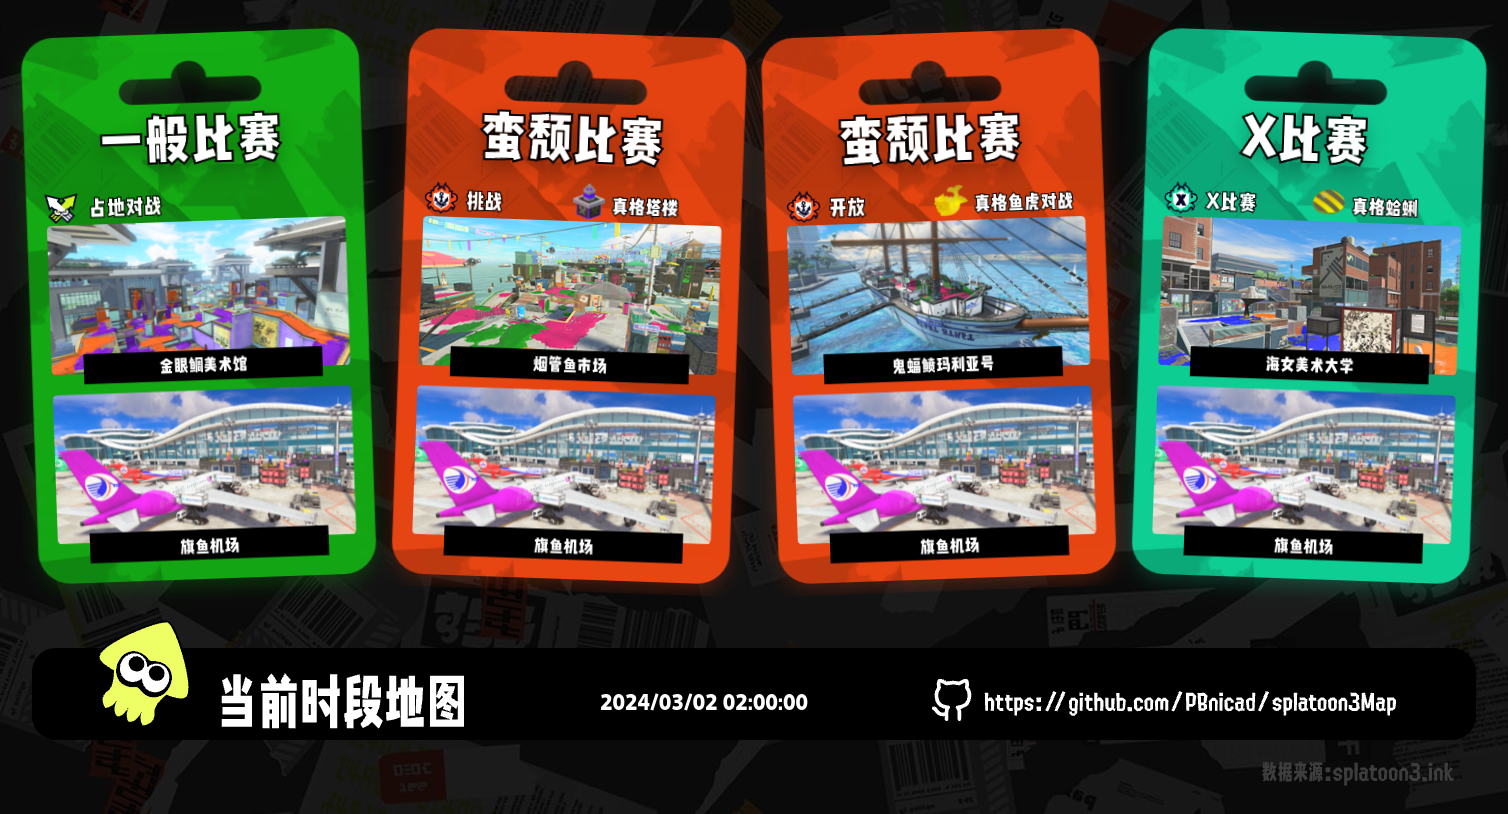 一般比赛
占地对战
金眼鲷美术馆
旗鱼机场
蛮颓比赛
挑战
真格塔楼
烟管鱼市场
旗鱼机场
蛮颓比赛
开放
真格鱼虎对战
鬼蝠鲼玛利亚号
旗鱼机场
X比赛
X比赛
真格蛤蜊
海女美术大学
旗鱼机场
当前时段地图
2024/03/02 02:00:00
https://github.com/PBnicad/splatoon3Map
数据来源:splatoon3.ink